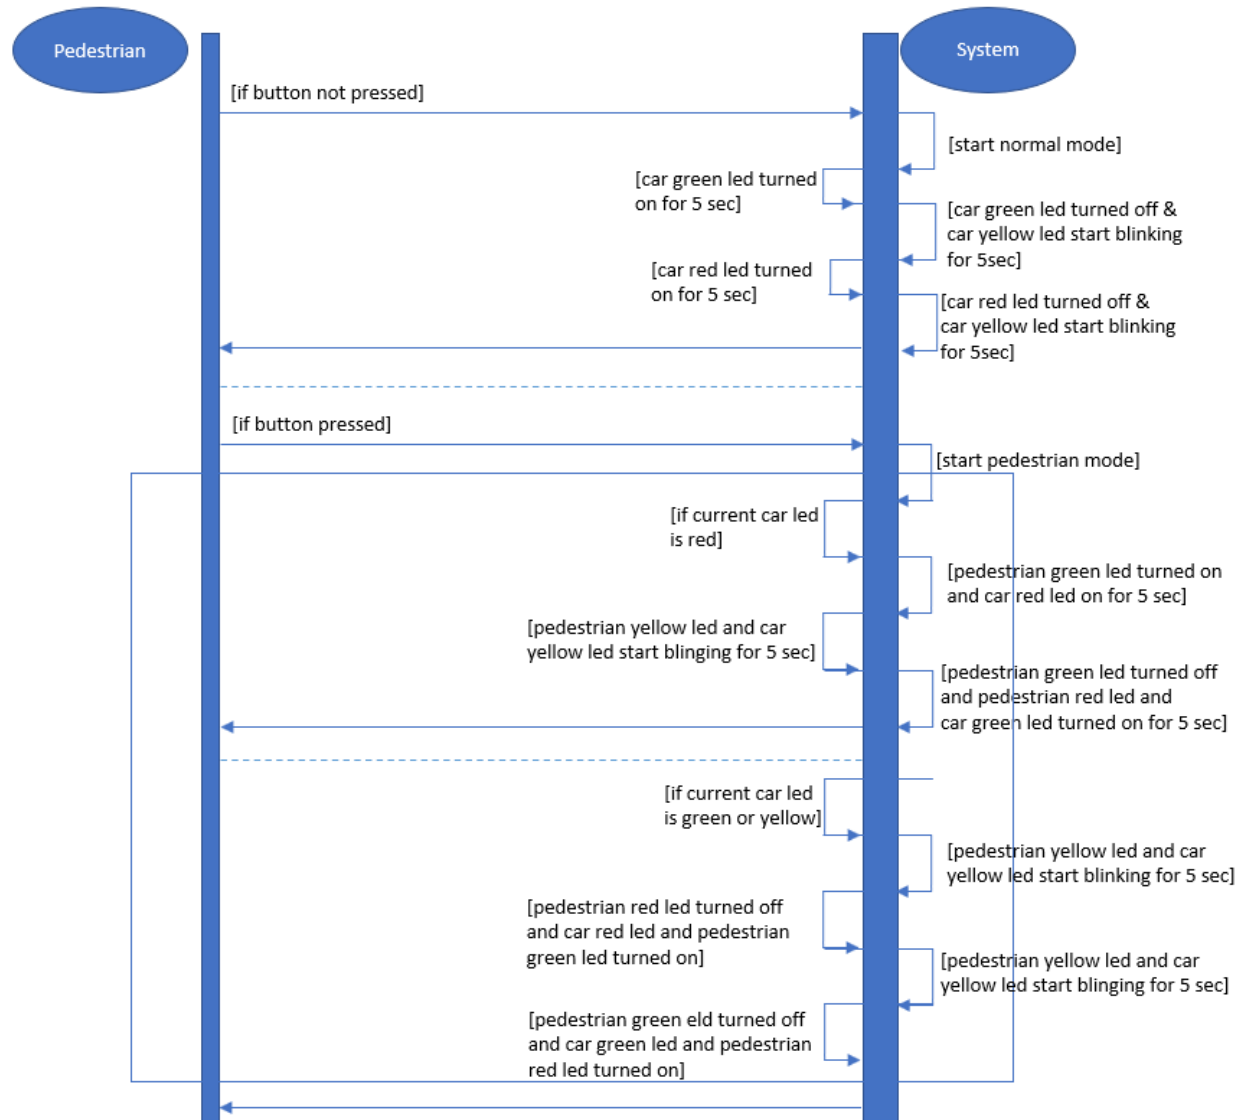 Pedestrian
System
[if button not pressed]
[start normal mode]
[car green led turned
on for 5 sec]
[car green led turned off &
car yellow led start blinking
for 5sec]
[car red led turned
on for 5 sec]
[car red led turned off &
car yellow led start blinking
for 5sec]
[if button pressed]
[start pedestrian mode]
[if current car led
is red]
[pedestrian green led turned on
and car red led on for 5 sec]
[pedestrian yellow led and car
yellow led start blinging for 5 sec]
[pedestrian green led turned off
and pedestrian red led and
car green led turned on for 5 sec]
[if current car led
is green or yellow]
[pedestrian yellow led and car
yellow led start blinking for 5 sec]
[pedestrian red led turned off
and car red led and pedestrian
green led turned on]
[pedestrian yellow led and car
yellow led start blinging for 5 sec]
[pedestrian green eld turned off
and car green led and pedestrian
red led turned on]